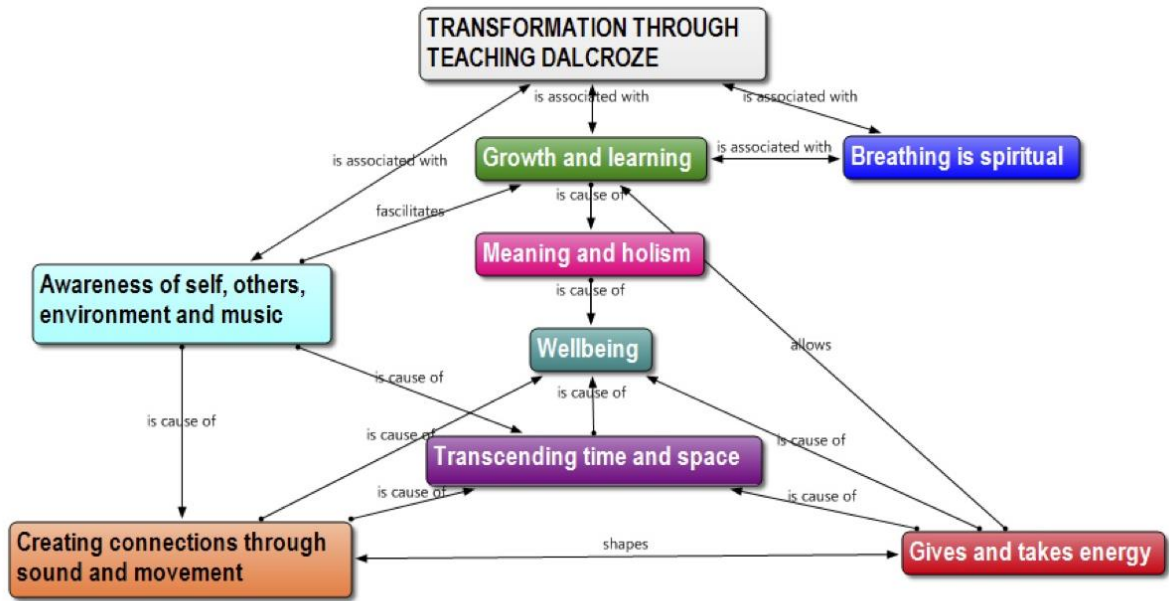 TRANSFORMATION THROUGH
TEACHING DALCROZE
is associated with
is associated with
is associated with
Growth and learning
is associated with
Breathing is spiritual
fascilitates
is cause of
Meaning and holism
Awareness of self, others,
environment and music
is cause of
Wellbeing
allows
is cause of
is cause of
is cause of
is cause of
is cause of
Transcending time and space
is cause of
is cause of
Creating connections through
sound and movement
shapes
Gives and takes energy